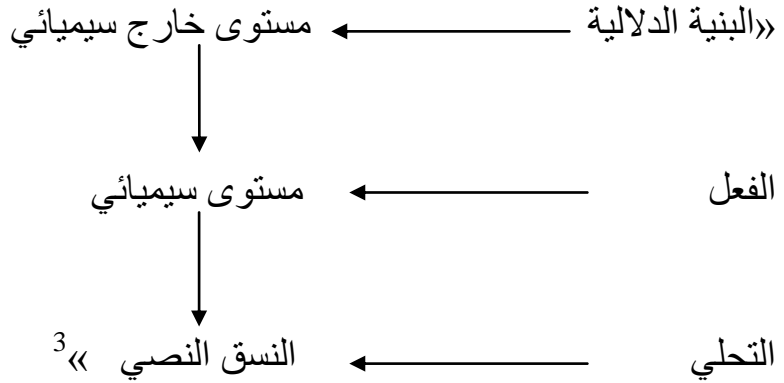 «البنية الدلالية مستوى خارج سيميائي
الفعل مستوى سيميائي
التحلي النسق النصي »3